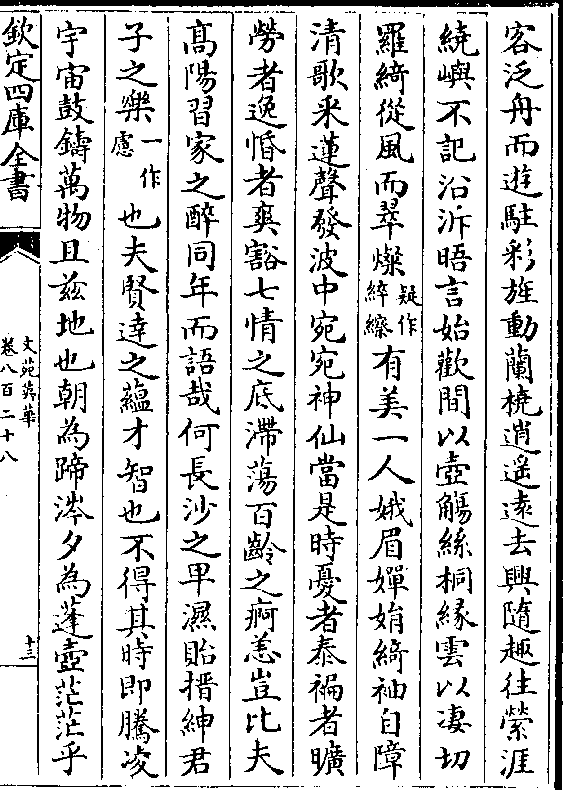 客泛舟而遊駐彩旌動蘭橈逍遥遠去興隨趣往縈涯
繞嶼不記沿泝晤言始歡間以壺觴絲桐緣雲以凄切
羅綺從風而翠燦疑作綷縩有美一人娥眉嬋娟綺袖自障
清歌采蓮聲發波中宛宛神仙當是時憂者泰褊者曠
勞者逸惛者爽豁七情之底滯蕩百齡之痾恙豈比夫
髙陽習家之醉同年而語哉何長沙之卑濕貽搢紳君
子之樂一作慮也夫賢達之藴才智也不得其時即騰凌
宇宙鼓鑄萬物且兹地也朝為蹄涔夕為蓬壺茫茫乎
欽定四庫全書
文苑英華
卷八百二十八
十三